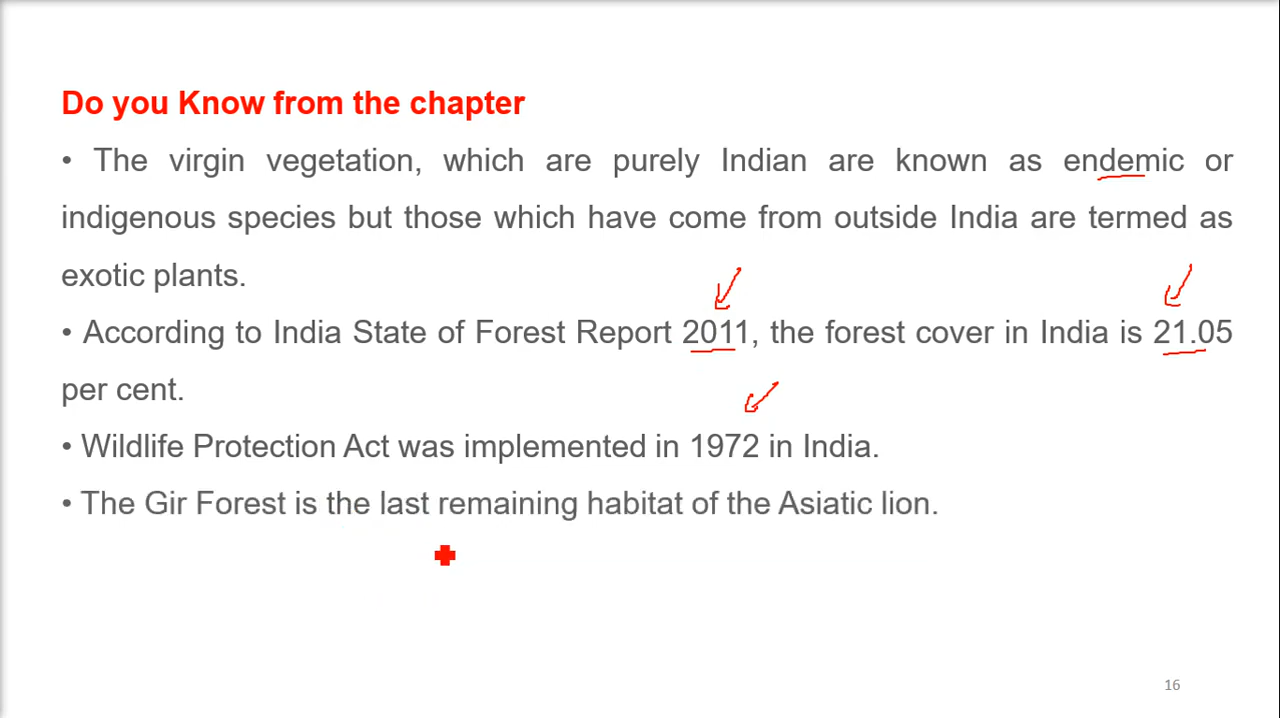 Do you Know from the chapter
• The virgin vegetation, which are purely Indian are known as endemic or
indigenous species but those which have come from outside India are termed as
exotic plants.
• According to India State of Forest Report 2011, the forest cover in India is 21.05
per cent.
• Wildlife Protection Act was implemented in 1972 in India.
• The Gir Forest is the last remaining habitat of the Asiatic lion.
16